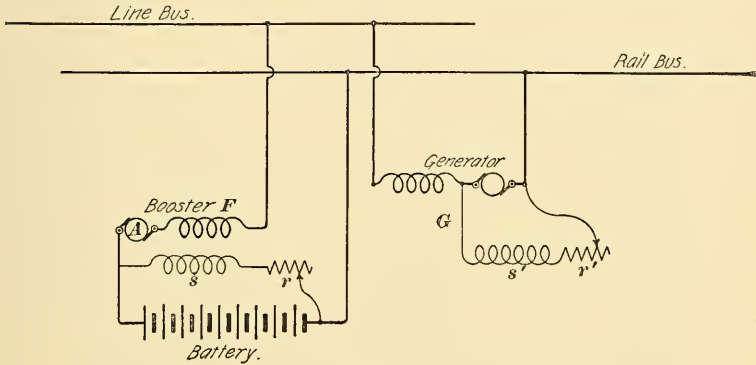 Line Bus.
Rail Bus.
Generator
Booster F
A
G
s
r
s'
r'
Battery.